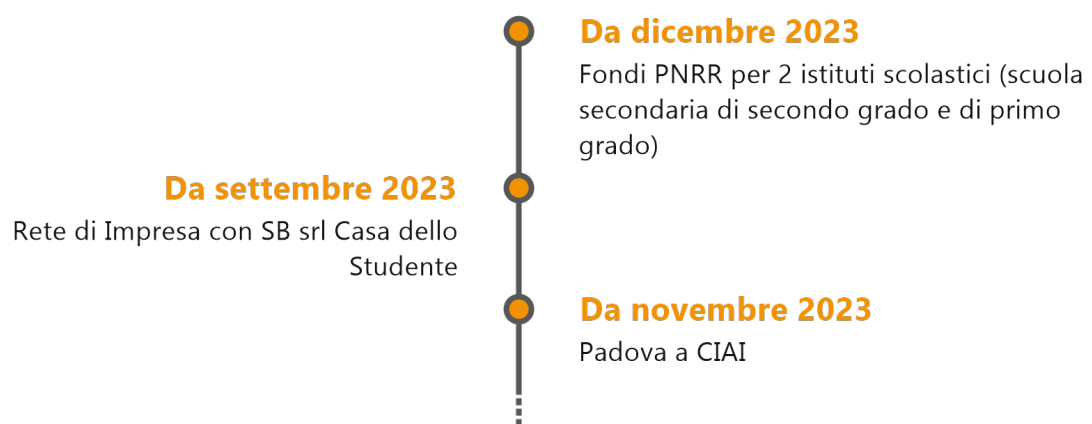 Da dicembre 2023
Fondi PNRR per 2 istituti scolastici (scuola
secondaria di secondo grado e di primo
grado)
Da settembre 2023
Rete di Impresa con SB srl Casa dello
Studente
Da novembre 2023
Padova a CIAI